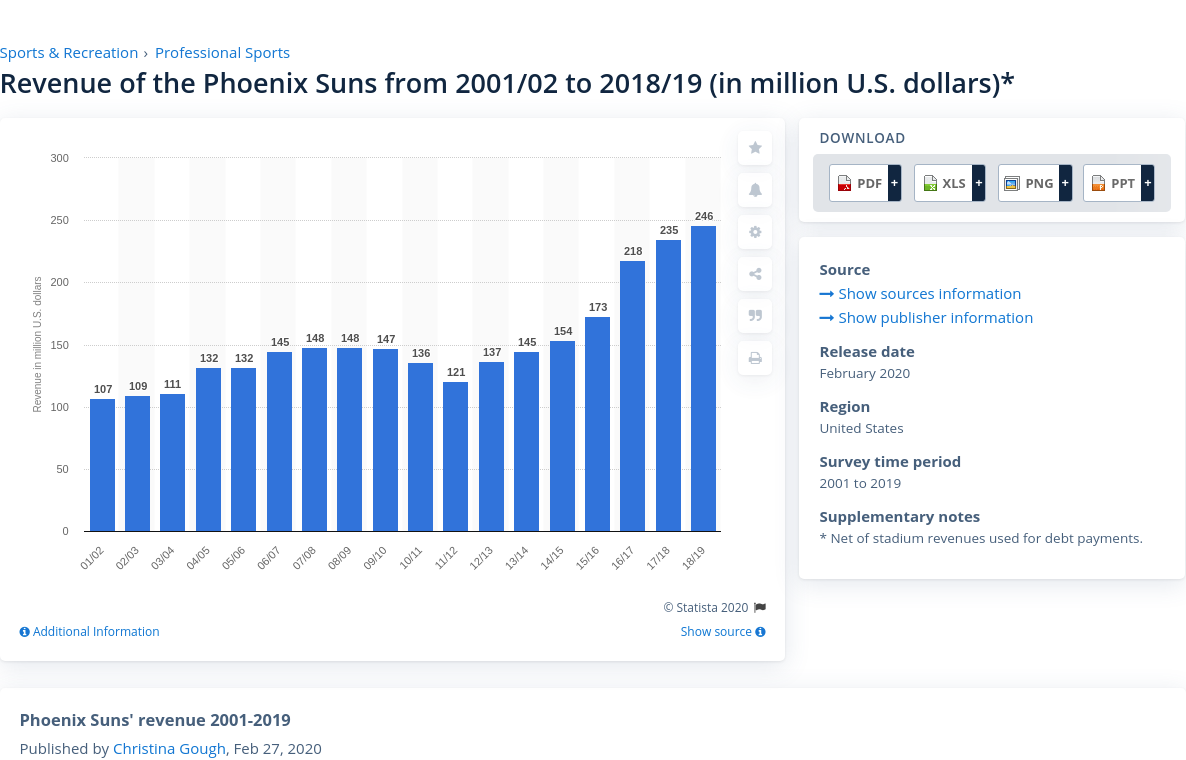 Sports & Recreation › Professional Sports
Revenue of the Phoenix Suns from 2001/02 to 2018/19 (in million U.S. dollars)*
Revenue in million U.S. dollars
300
250
200
150
100
50
0
107
109
111
132
132
145
148
148
147
136
121
137
145
154
173
218
235
246
01/02
02/03
03/04
04/05
05/06
06/07
07/08
08/09
09/10
10/11
11/12
12/13
13/14
14/15
15/16
16/17
17/18
18/19
© Statista 2020
Additional Information
Show source
DOWNLOAD
PDF + XLS + PNG + PPT +
Source
Show sources information
Show publisher information
Release date
February 2020
Region
United States
Survey time period
2001 to 2019
Supplementary notes
* Net of stadium revenues used for debt payments.
Phoenix Suns' revenue 2001-2019
Published by Christina Gough, Feb 27, 2020